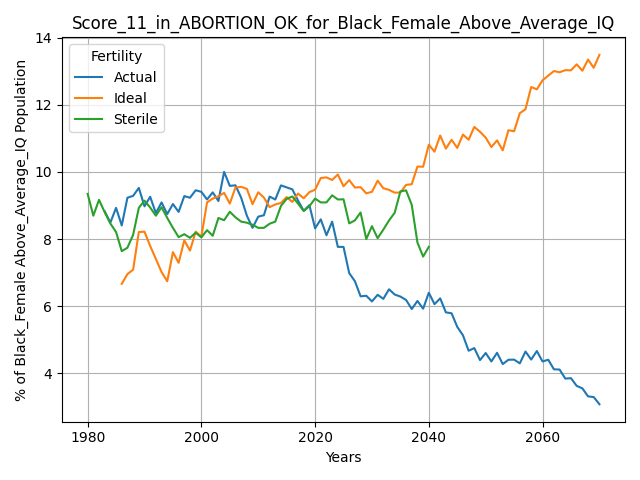 Score_11_in_ABORTION_OK_for_Black_Female_Above_Average_IQ
% of Black_Female Above_Average_IQ Population
14
12
10
8
6
4
Fertility
Actual
Ideal
Sterile
1980
2000
2020
2040
2060
Years